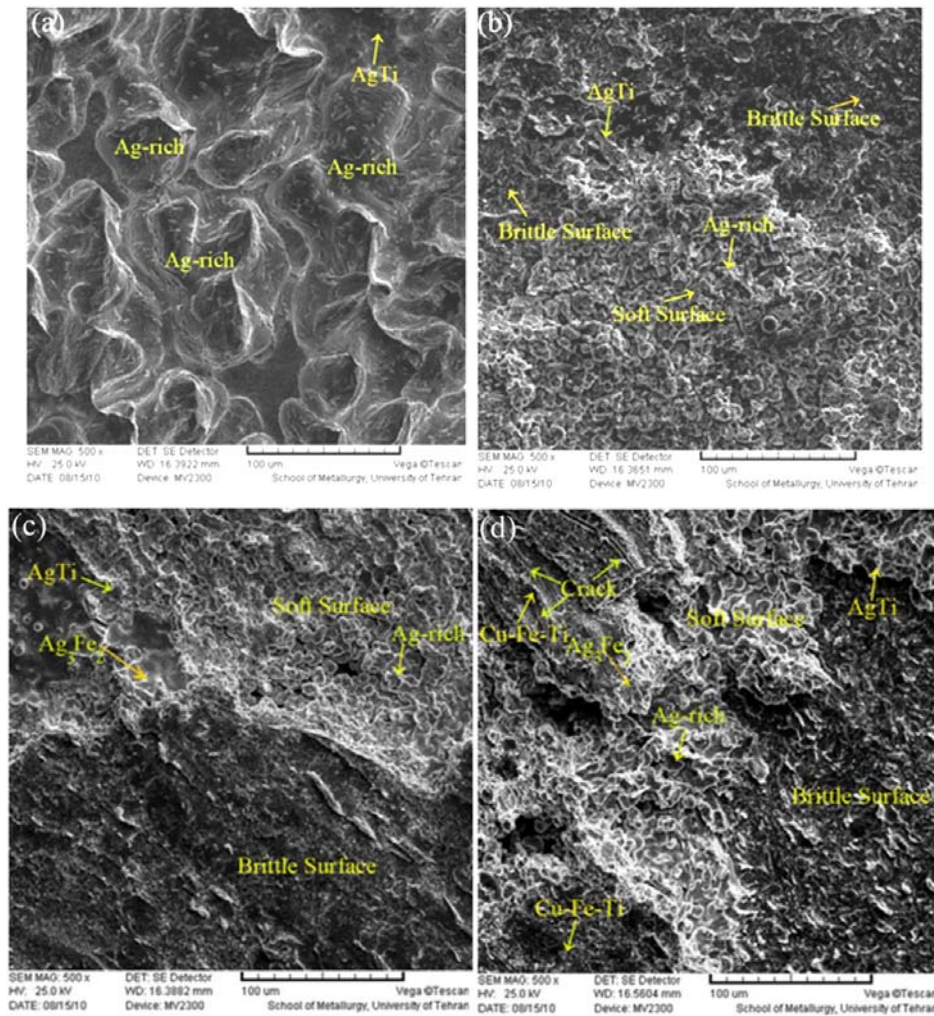 (a)
AgTi
Ag-rich
Ag-rich
Ag-rich
SEM MAG: 500 x DET: SE Detector
HV: 25.0 kV WD: 16.3922 mm
DATE: 08/15/10 Device: MV2300
100 um
Vega ©Tescan
School of Metallurgy, University of Tehran
(b)
AgTi
Brittle Surface
Brittle Surface
Ag-rich
Soft Surface
SEM MAG: 500 x DET: SE Detector
HV: 25.0 kV WD: 16.3651 mm
DATE: 08/15/10 Device: MV2300
100 um
Vega ©Tescan
School of Metallurgy, University of Tehran
(c)
AgTi
Soft Surface
Ag-rich
Ag3Fe2
Brittle Surface
SEM MAG: 500 x DET: SE Detector
HV: 25.0 kV WD: 16.3882 mm
DATE: 08/15/10 Device: MV2300
100 um
Vega ©Tescan
School of Metallurgy, University of Tehran
(d)
Crack
AgTi
Soft Surface
Cu-Fe-Ti
Ag3Fe2
Ag-rich
Brittle Surface
Cu-Fe-Ti
SEM MAG: 500 x DET: SE Detector
HV: 25.0 kV WD: 16.5604 mm
DATE: 08/15/10 Device: MV2300
100 um
Vega ©Tescan
School of Metallurgy, University of Tehran